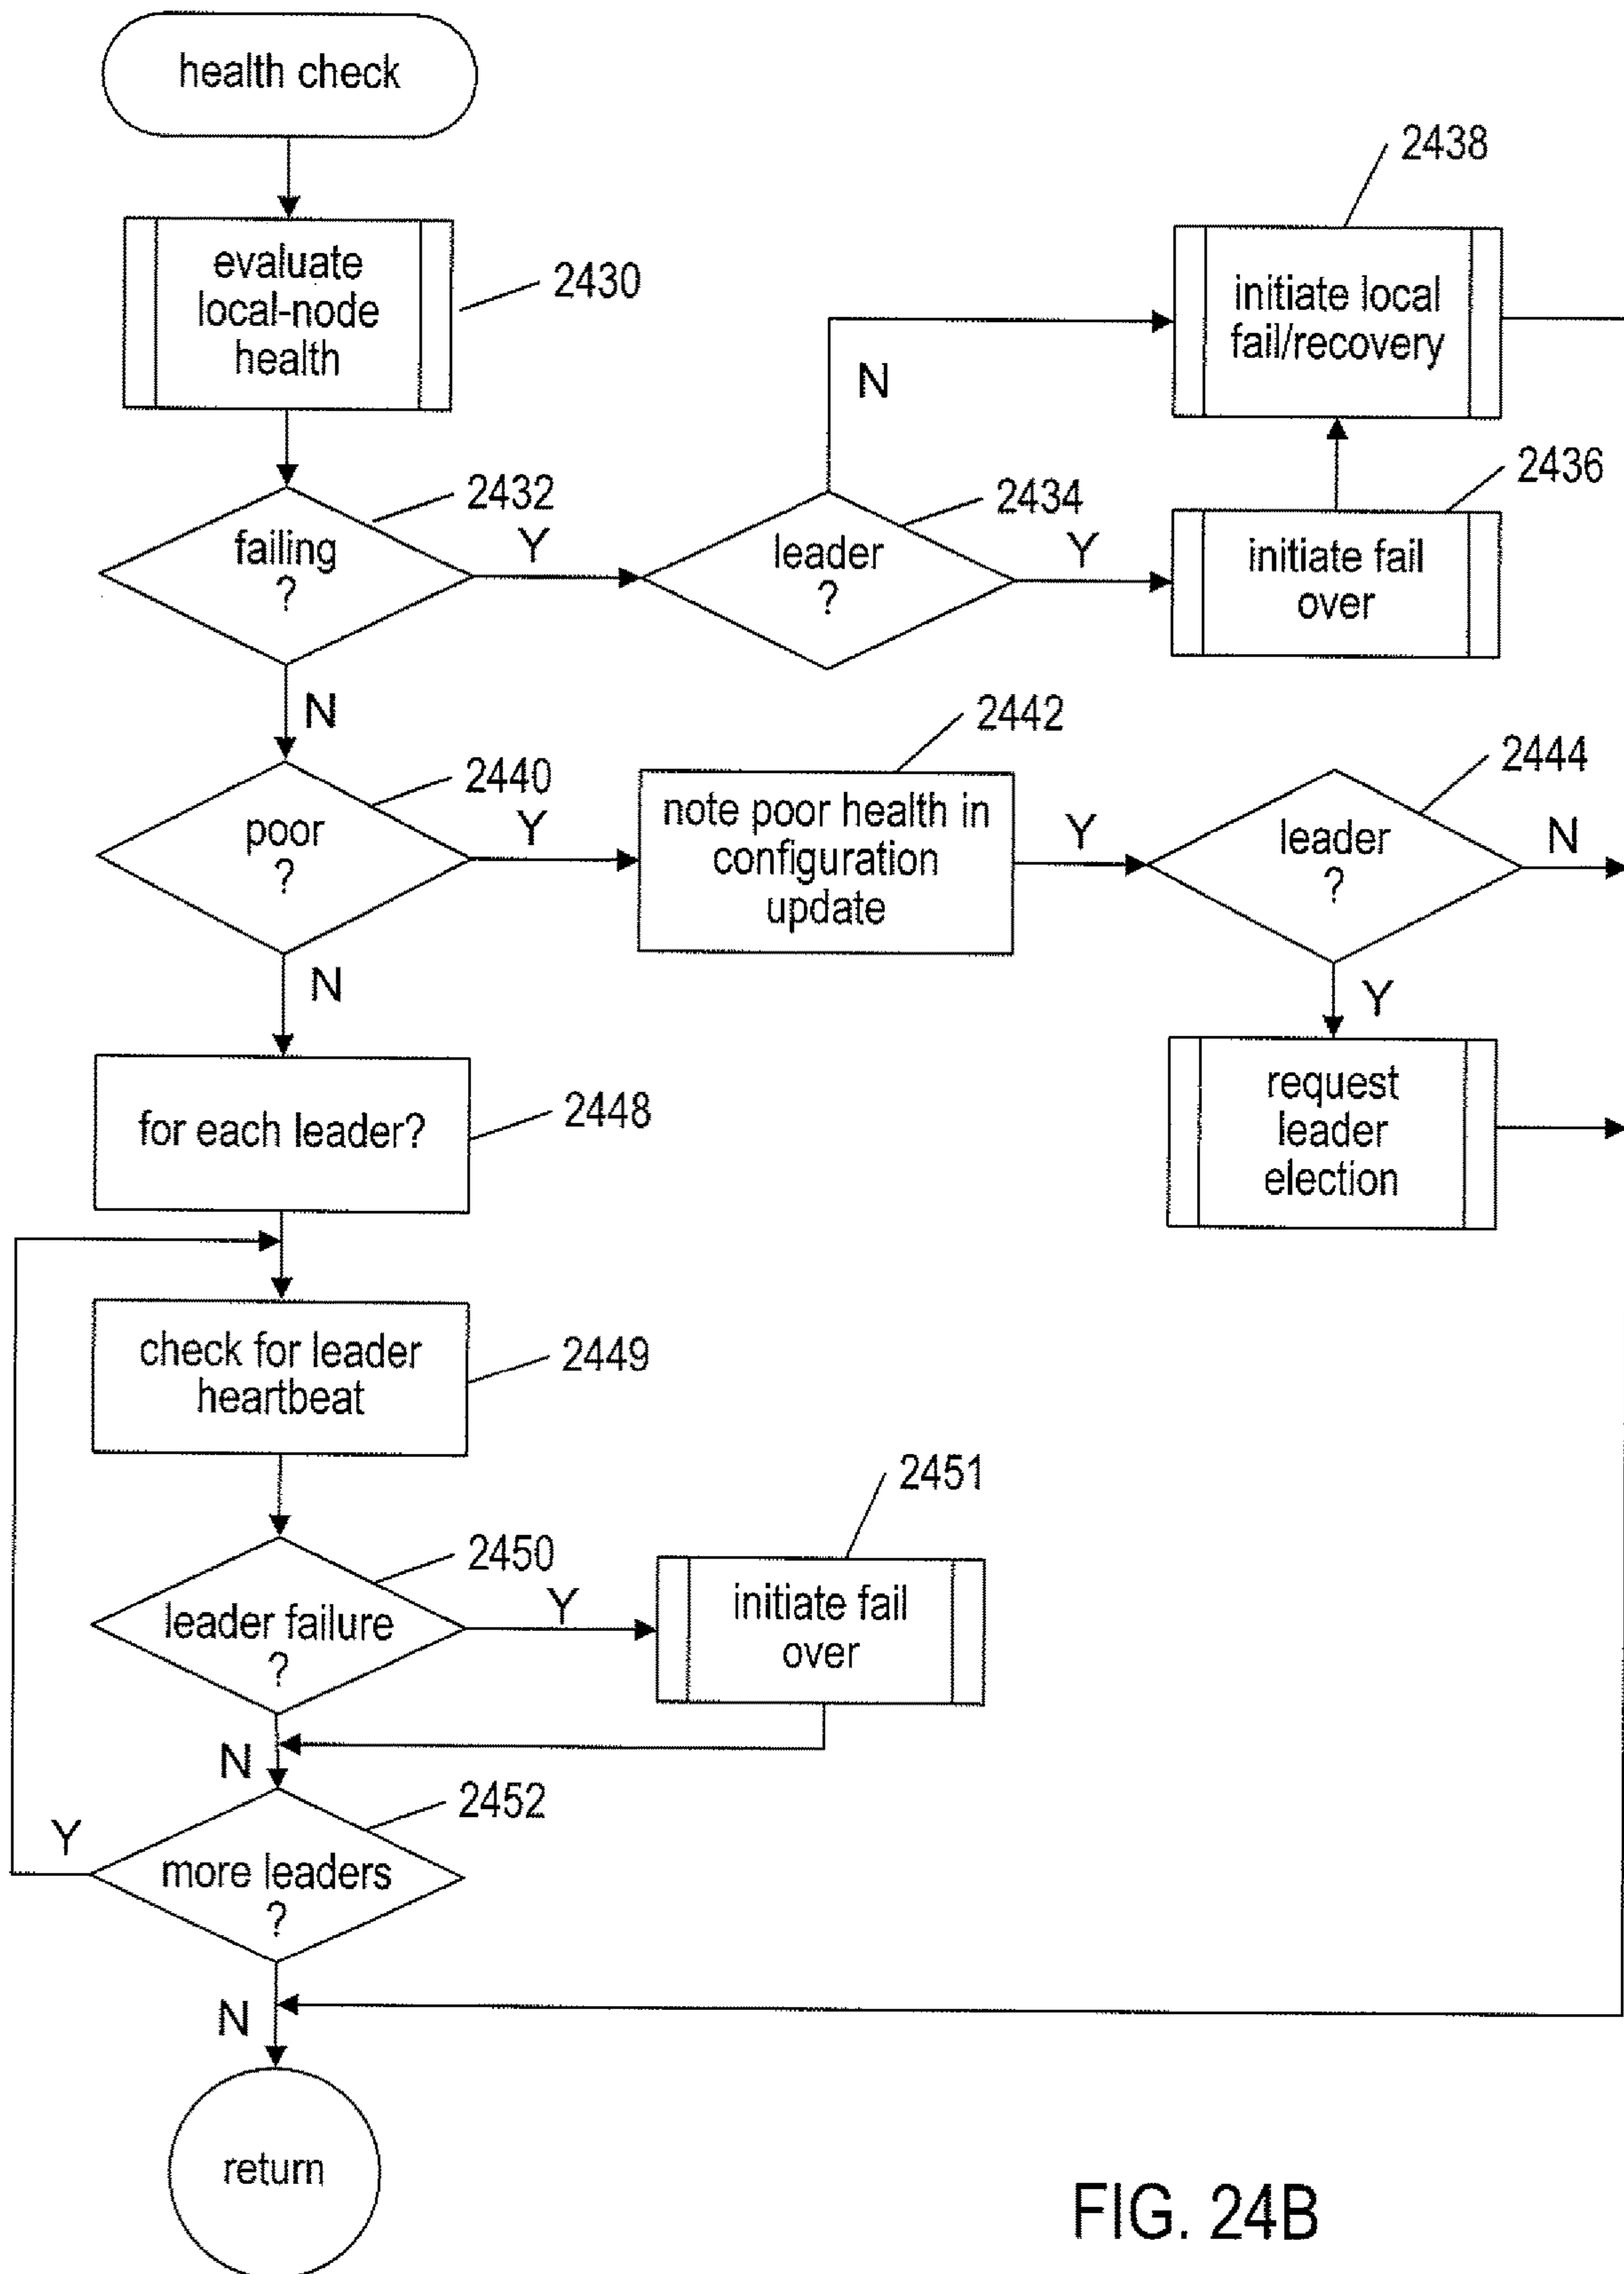 health check
2438
evaluate
local-node
health
2430
initiate local
fail/recovery
N
2432
failing
?
Y
2434
leader
?
Y
2436
initiate fail
over
N
2440
poor
?
Y
2442
note poor health in
configuration
update
Y
2444
leader
?
N
N
Y
for each leader?
2448
request
leader
election
check for leader
heartbeat
2449
2450
leader failure
?
Y
2451
initiate fail
over
N
2452
Y
more leaders
?
N
return
FIG. 24B